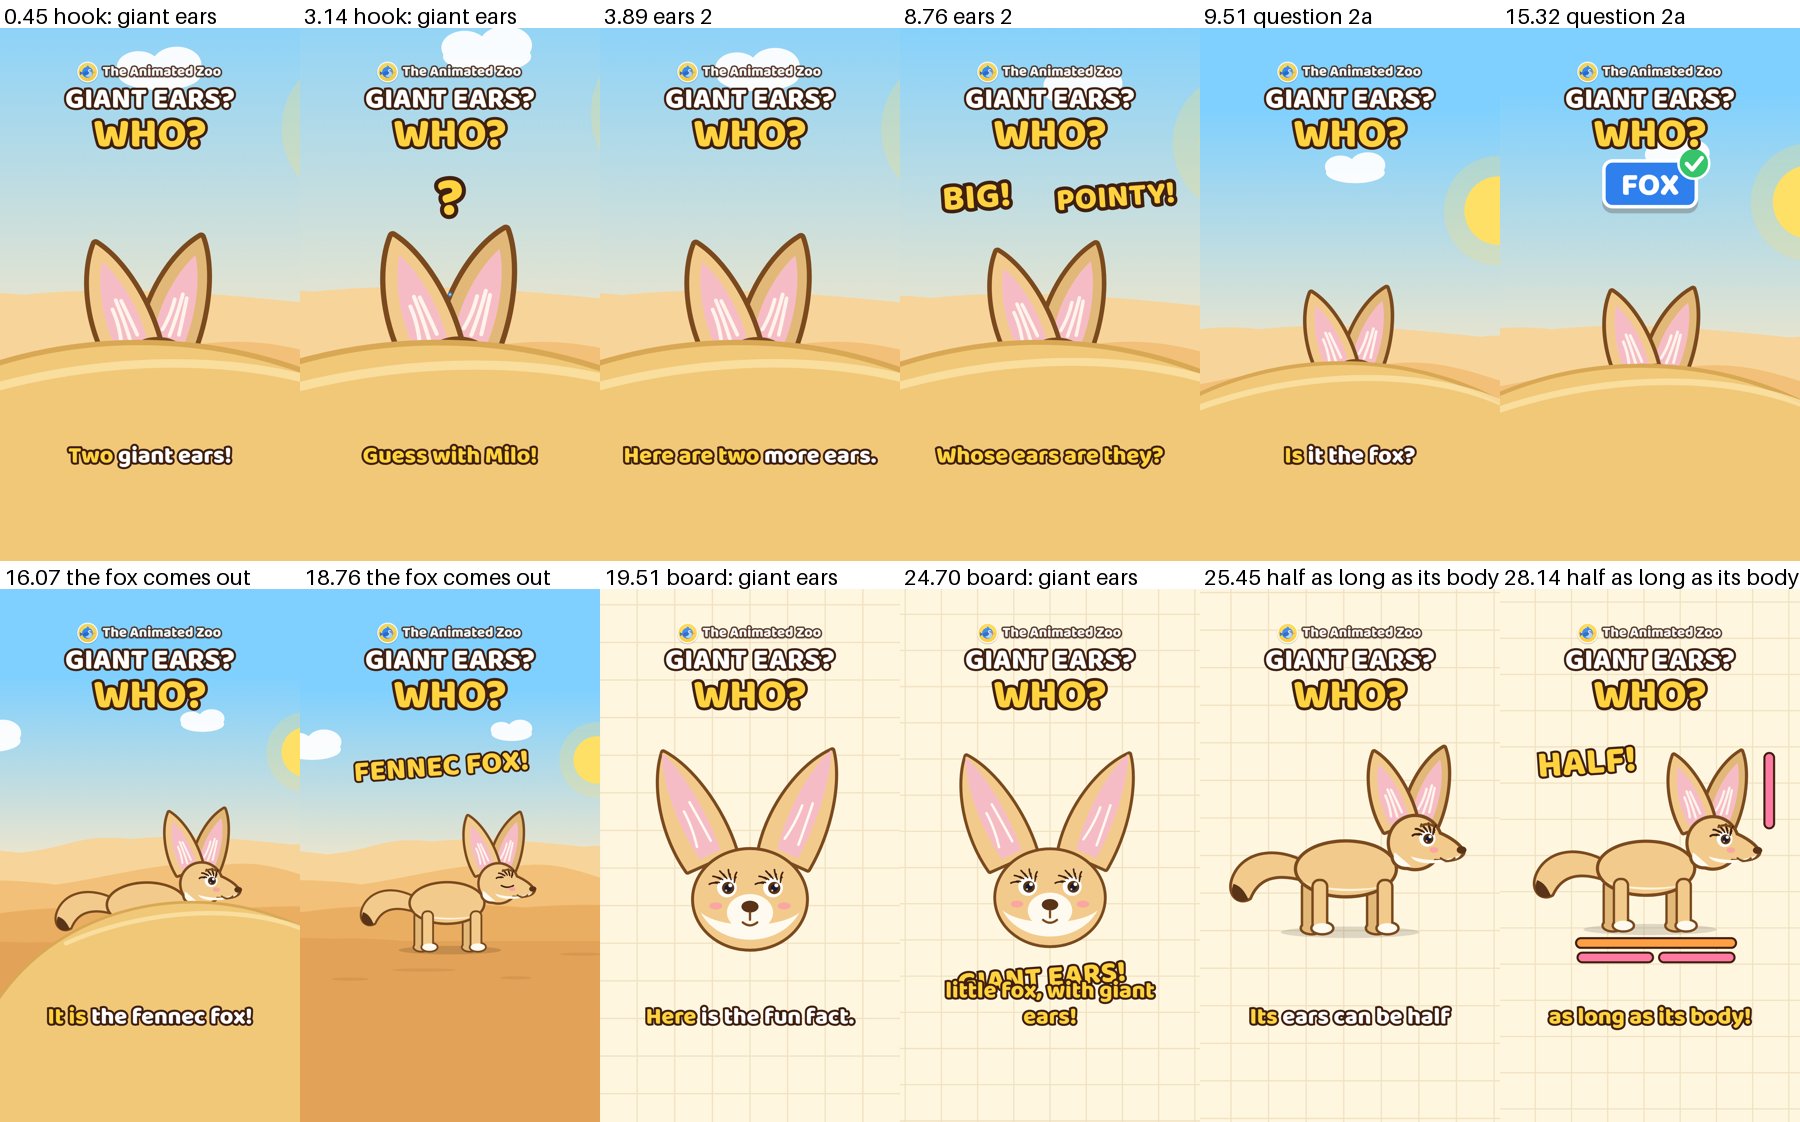 0.45 hook: giant ears
The Animated Zoo
GIANT EARS?
WHO?
Two giant ears!
3.14 hook: giant ears
The Animated Zoo
GIANT EARS?
WHO?
?
Guess with Milo!
3.89 ears 2
The Animated Zoo
GIANT EARS?
WHO?
Here are two more ears.
8.76 ears 2
The Animated Zoo
GIANT EARS?
WHO?
BIG! POINTY!
Whose ears are they?
9.51 question 2a
The Animated Zoo
GIANT EARS?
WHO?
Is it the fox?
15.32 question 2a
The Animated Zoo
GIANT EARS?
WHO?
FOX
16.07 the fox comes out
The Animated Zoo
GIANT EARS?
WHO?
It is the fennec fox!
18.76 the fox comes out
The Animated Zoo
GIANT EARS?
WHO?
FENNEC FOX!
19.51 board: giant ears
The Animated Zoo
GIANT EARS?
WHO?
Here is the fun fact.
24.70 board: giant ears
The Animated Zoo
GIANT EARS?
WHO?
GIANT EARS!
little fox, with giant
ears!
25.45 half as long as its body
The Animated Zoo
GIANT EARS?
WHO?
Its ears can be half
28.14 half as long as its body
The Animated Zoo
GIANT EARS?
WHO?
HALF!
as long as its body!